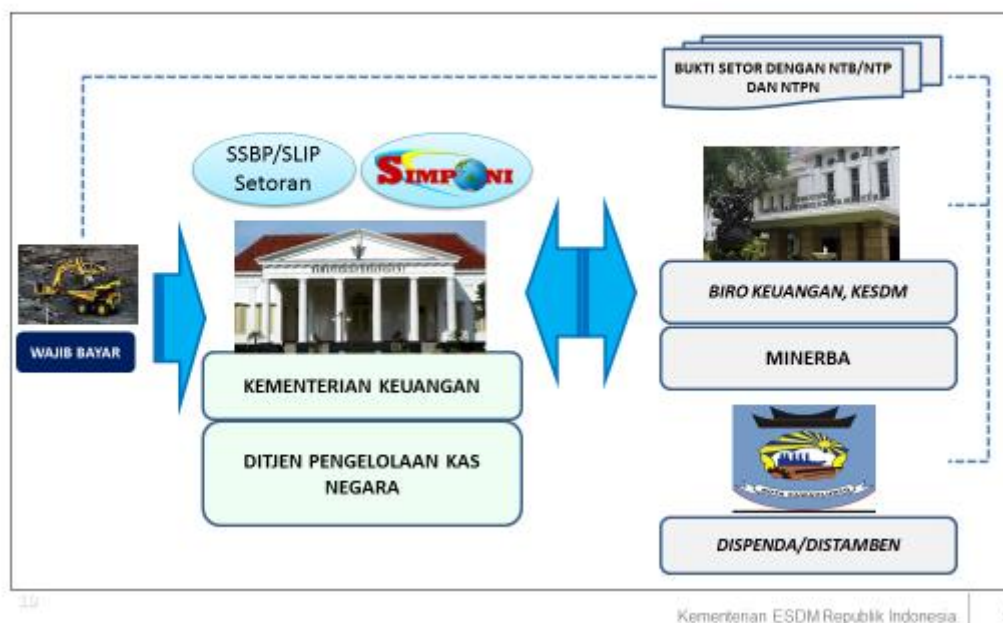 BUKTI SETOR DENGAN NTB/NTP
DAN NTPN
SSBP/SLIP
Setoran
SIMPONI
WAJIB BAYAR
KEMENTERIAN KEUANGAN
DITJEN PENGELOLAAN KAS
NEGARA
BIRO KEUANGAN, KESDM
MINERBA
DISPENDA/DISTAMBEN
19
Kementerian ESDM Republik Indonesia